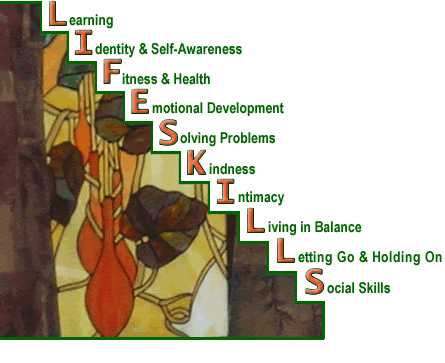 Learning
Identity & Self-Awareness
Fitness & Health
Emotional Development
Solving Problems
Kindness
Intimacy
Living in Balance
Letting Go & Holding On
Social Skills